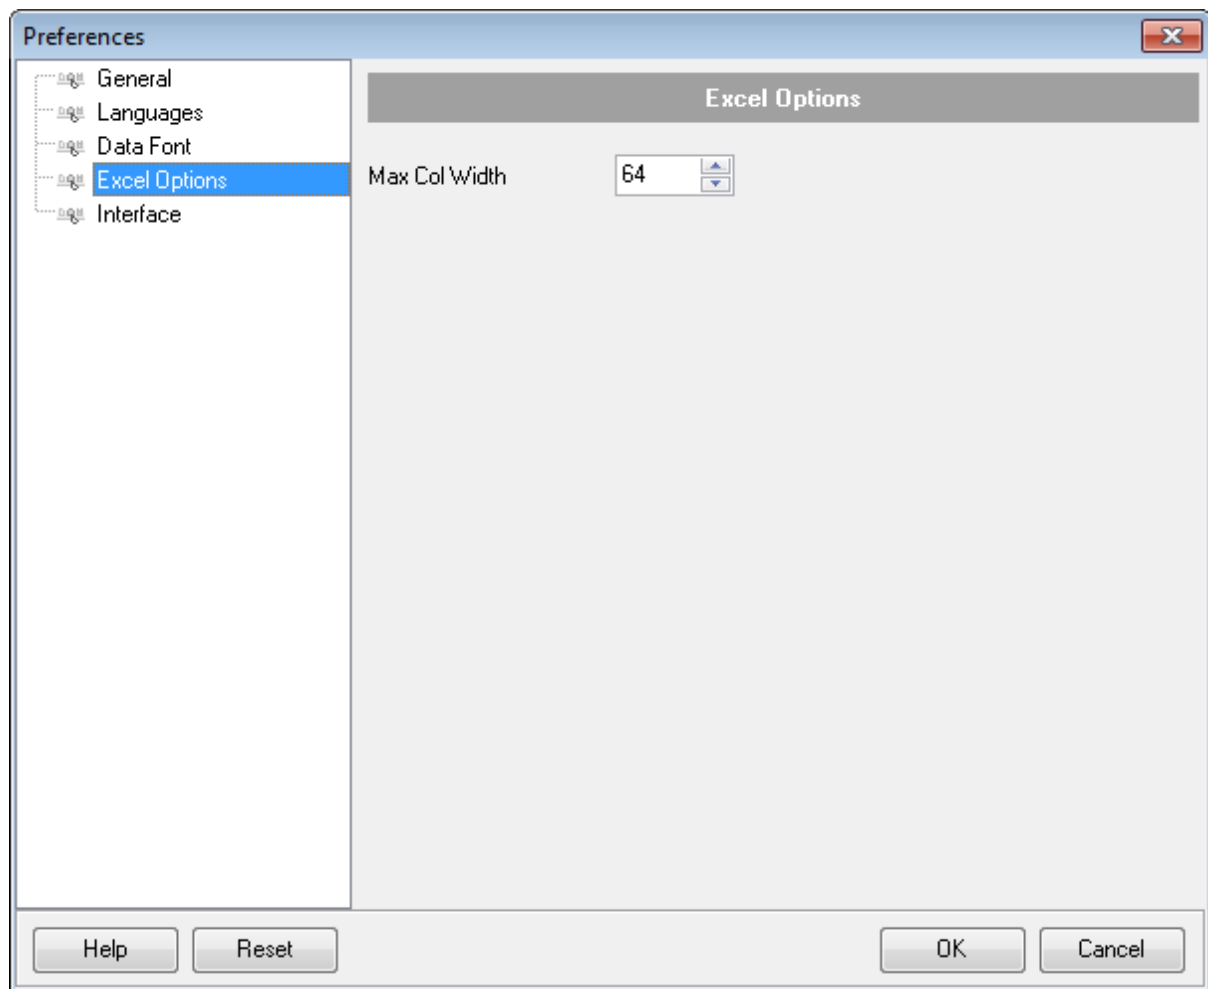 Preferences
General
Languages
Data Font
Excel Options
Interface
Excel Options
Max Col Width 64
Help Reset OK Cancel